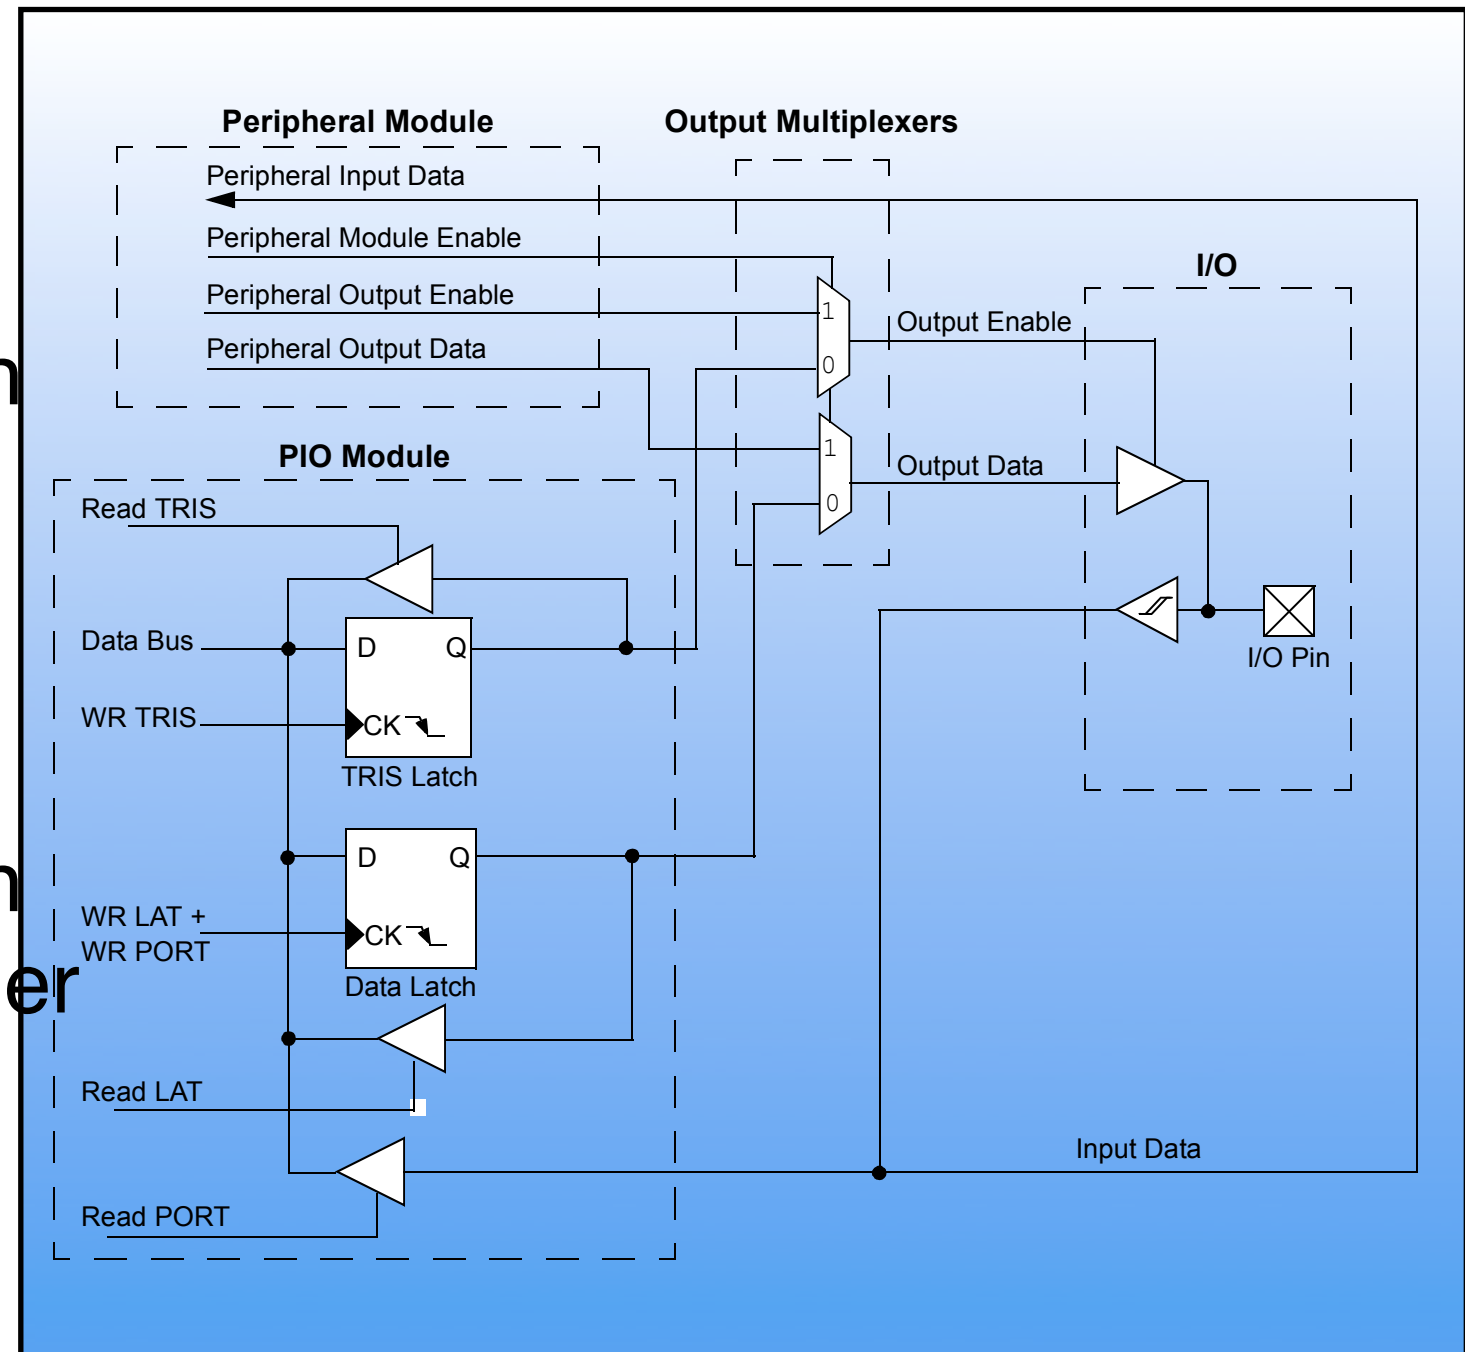 Peripheral Module
Output Multiplexers
Peripheral Input Data
Peripheral Module Enable
Peripheral Output Enable
Peripheral Output Data
1
0
1
0
Output Enable
Output Data
I/O
I/O Pin
PIO Module
Read TRIS
Data Bus
D
Q
WR TRIS
CK
TRIS Latch
D
Q
WR LAT +
WR PORT
CK
Data Latch
Read LAT
Read PORT
Input Data
n
n
er